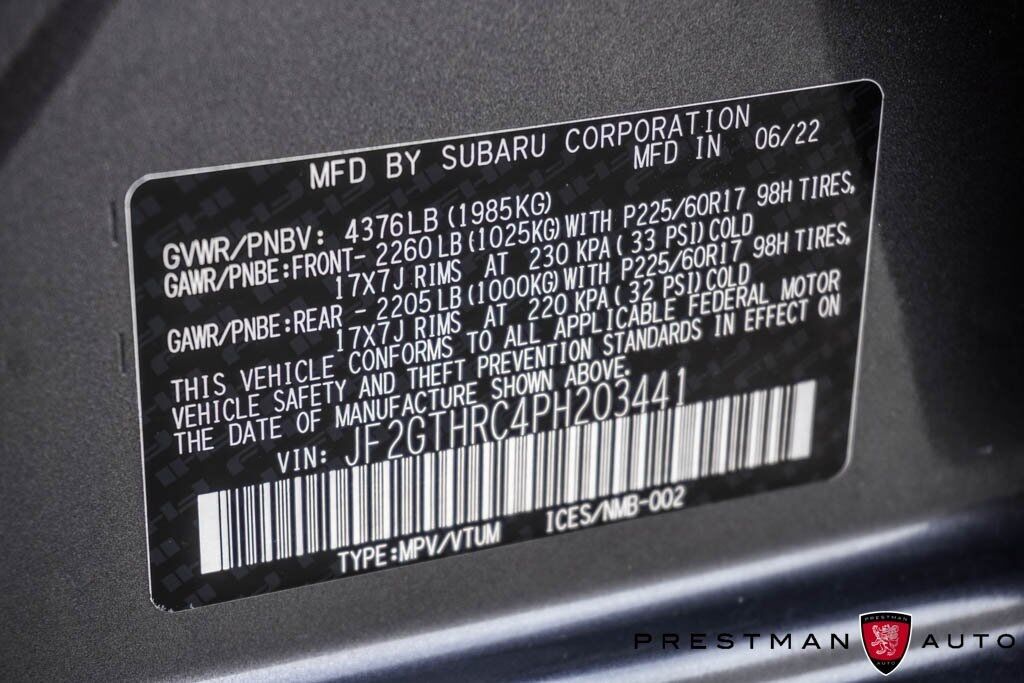 MFD BY SUBARU CORPORATION
MFD IN 06/22
GVWR/PNBV: 4376LB (1985KG)
GAWR/PNBE:FRONT- 2260LB (1025KG) WITH P225/60R17 98H TIRES,
17X7J RIMS AT 230 KPA ( 33 PSI) COLD
GAWR/PNBE:REAR - 2205LB (1000KG) WITH P225/60R17 98H TIRES,
17X7J RIMS AT 220 KPA ( 32 PSI) COLD
THIS VEHICLE CONFORMS TO ALL APPLICABLE FEDERAL MOTOR
VEHICLE SAFETY AND THEFT PREVENTION STANDARDS IN EFFECT ON
THE DATE OF MANUFACTURE SHOWN ABOVE.
VIN: JF2GTHRC4PH203441
TYPE:MPV/VTUM ICES/NMB-002
PRESTMAN PRESTMAN AUTO AUTO